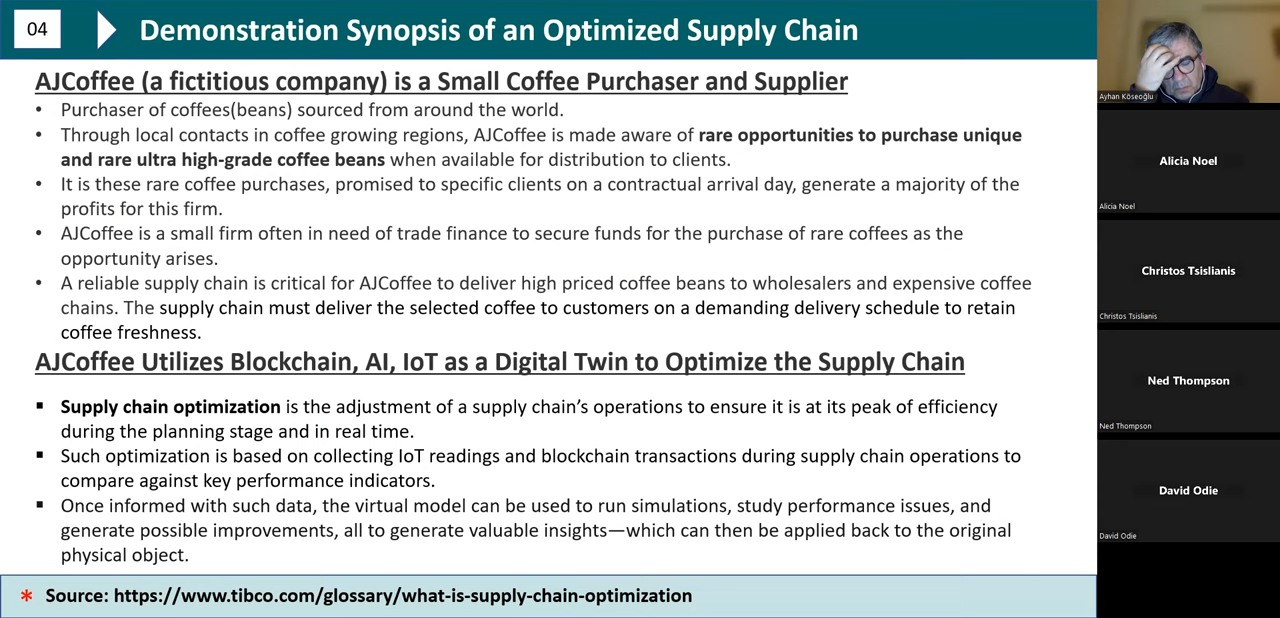 04
Demonstration Synopsis of an Optimized Supply Chain
AJCoffee (a fictitious company) is a Small Coffee Purchaser and Supplier
• Purchaser of coffees(beans) sourced from around the world.
• Through local contacts in coffee growing regions, AJCoffee is made aware of rare opportunities to purchase unique
and rare ultra high-grade coffee beans when available for distribution to clients.
• It is these rare coffee purchases, promised to specific clients on a contractual arrival day, generate a majority of the
profits for this firm.
• AJCoffee is a small firm often in need of trade finance to secure funds for the purchase of rare coffees as the
opportunity arises.
• A reliable supply chain is critical for AJCoffee to deliver high priced coffee beans to wholesalers and expensive coffee
chains. The supply chain must deliver the selected coffee to customers on a demanding delivery schedule to retain
coffee freshness.
AJCoffee Utilizes Blockchain, AI, IoT as a Digital Twin to Optimize the Supply Chain
▪ Supply chain optimization is the adjustment of a supply chain’s operations to ensure it is at its peak of efficiency
during the planning stage and in real time.
▪ Such optimization is based on collecting IoT readings and blockchain transactions during supply chain operations to
compare against key performance indicators.
▪ Once informed with such data, the virtual model can be used to run simulations, study performance issues, and
generate possible improvements, all to generate valuable insights—which can then be applied back to the original
physical object.
* Source: https://www.tibco.com/glossary/what-is-supply-chain-optimization
Ayhan Köseoğlu
Alicia Noel
Alicia Noel
Christos Tsislianis
Christos Tsislianis
Ned Thompson
Ned Thompson
David Odie
David Odie